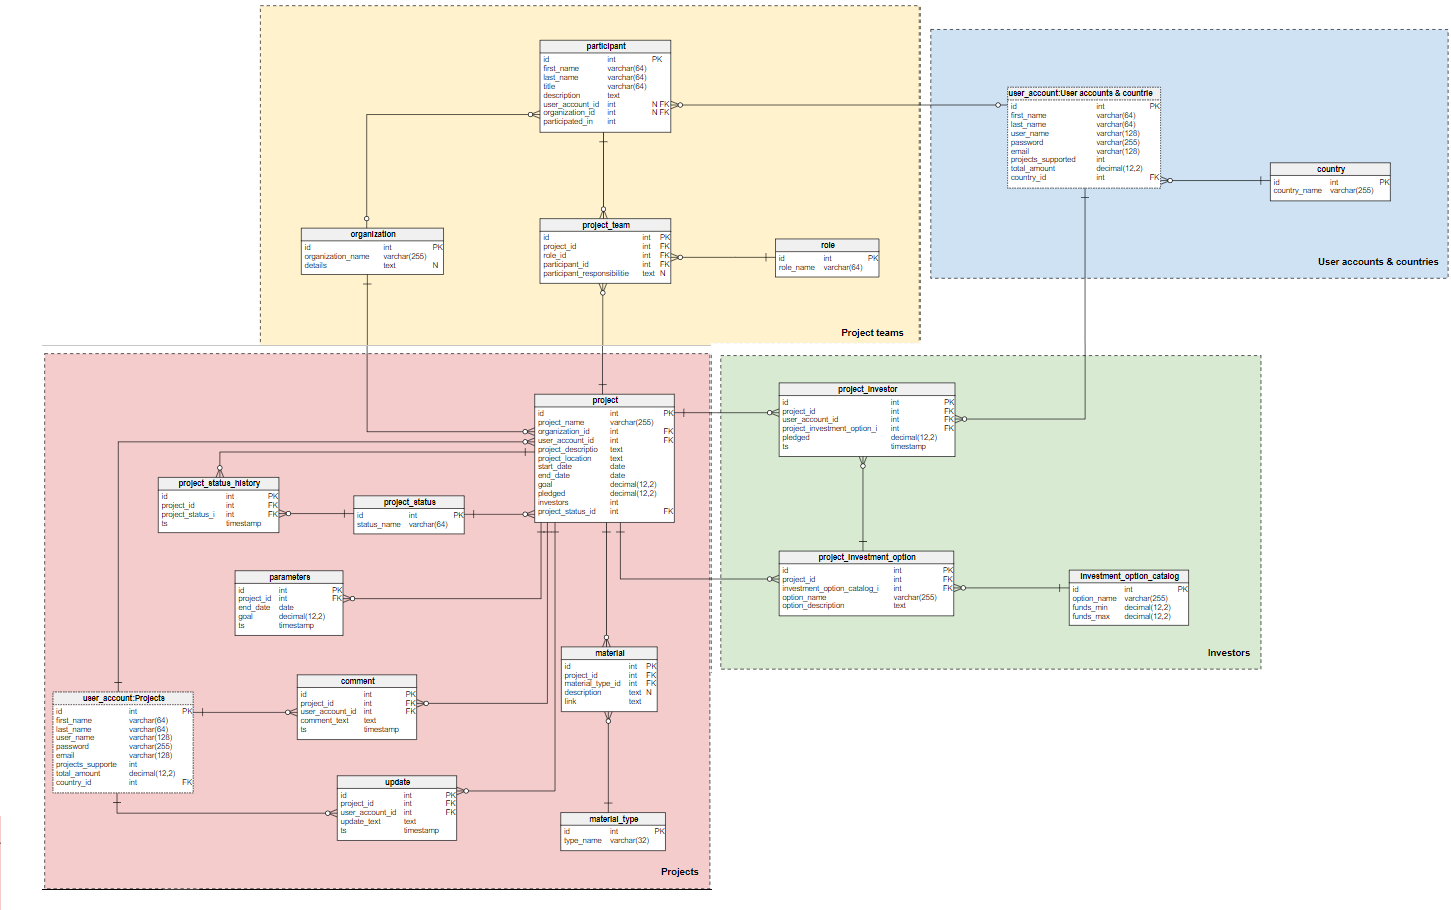 participant
id int PK
first_name varchar(64)
last_name varchar(64)
title varchar(64)
description text
user_account_id int N FK
organization_id int N FK
participated_in int
user_account:User accounts & countrie
id int PK
first_name varchar(64)
last_name varchar(64)
user_name varchar(128)
password varchar(255)
email varchar(128)
projects_supported int
total_amount decimal(12,2)
country_id int FK
country
id int PK
country_name varchar(255)
organization
id int PK
organization_name varchar(255)
details text N
project_team
id int PK
project_id int FK
role_id int FK
participant_id int FK
participant_responsibilitie text N
role
id int PK
role_name varchar(64)
User accounts & countries
Project teams
project
id int PK
project_name varchar(255)
organization_id int FK
user_account_id int FK
project_descriptio text
project_location text
start_date date
end_date date
goal decimal(12,2)
pledged decimal(12,2)
investors int
project_status_id int FK
project_investor
id int PK
project_id int FK
user_account_id int FK
project_investment_option_i int FK
pledged decimal(12,2)
ts timestamp
project_status_history
id int PK
project_id int FK
project_status_i int FK
ts timestamp
project_status
id int PK
status_name varchar(64)
parameters
id int PK
project_id int FK
end_date date
goal decimal(12,2)
ts timestamp
project_investment_option
id int PK
project_id int FK
investment_option_catalog_i int FK
option_name varchar(255)
option_description text
investment_option_catalog
id int PK
option_name varchar(255)
funds_min decimal(12,2)
funds_max decimal(12,2)
Investors
material
id int PK
project_id int FK
material_type_id int FK
description text N
link text
comment
id int PK
project_id int FK
user_account_id int FK
comment_text text
ts timestamp
user_account:Projects
id int PK
first_name varchar(64)
last_name varchar(64)
user_name varchar(128)
password varchar(255)
email varchar(128)
projects_supporte int
total_amount decimal(12,2)
country_id int FK
update
id int PK
project_id int FK
user_account_id int FK
update_text text
ts timestamp
material_type
id int PK
type_name varchar(32)
Projects